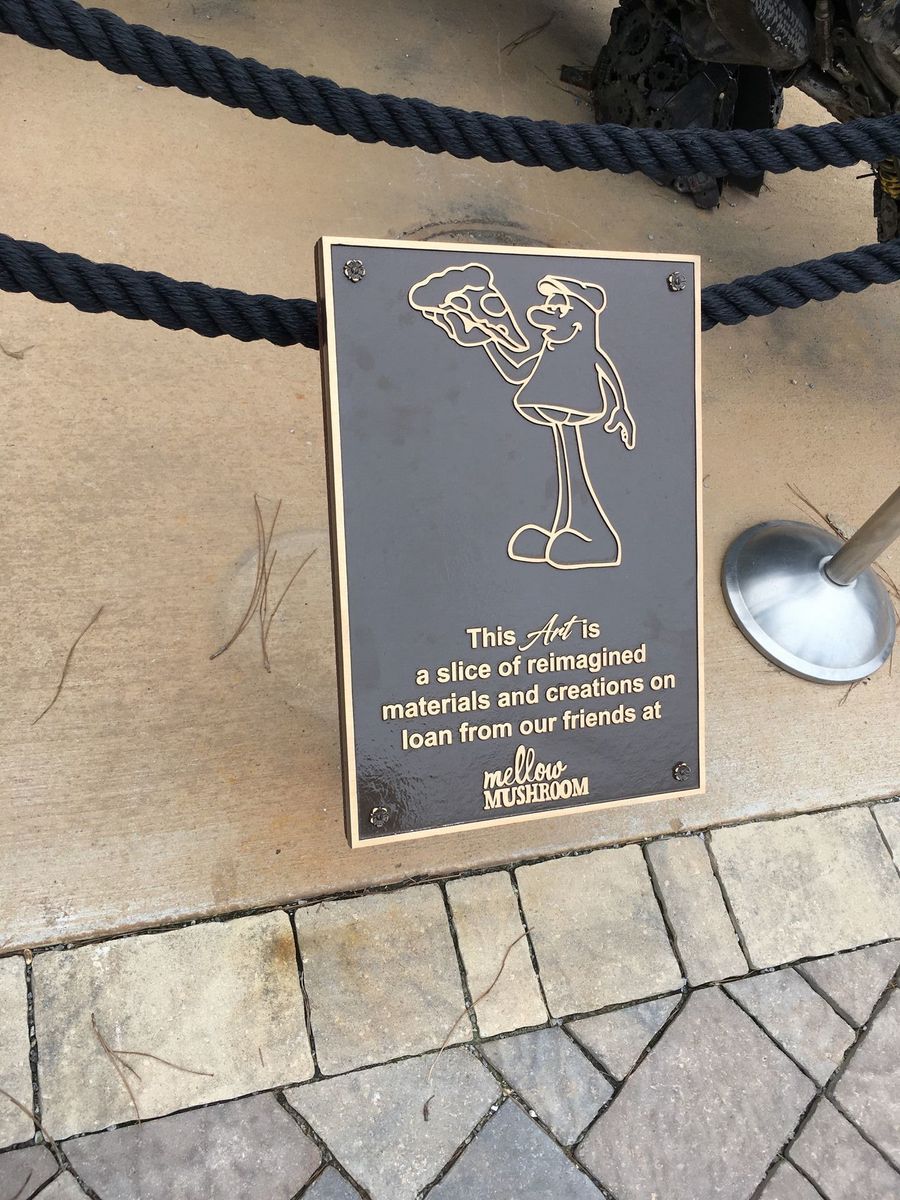 This Art is
a slice of reimagined
materials and creations on
loan from our friends at
mellow
MUSHROOM